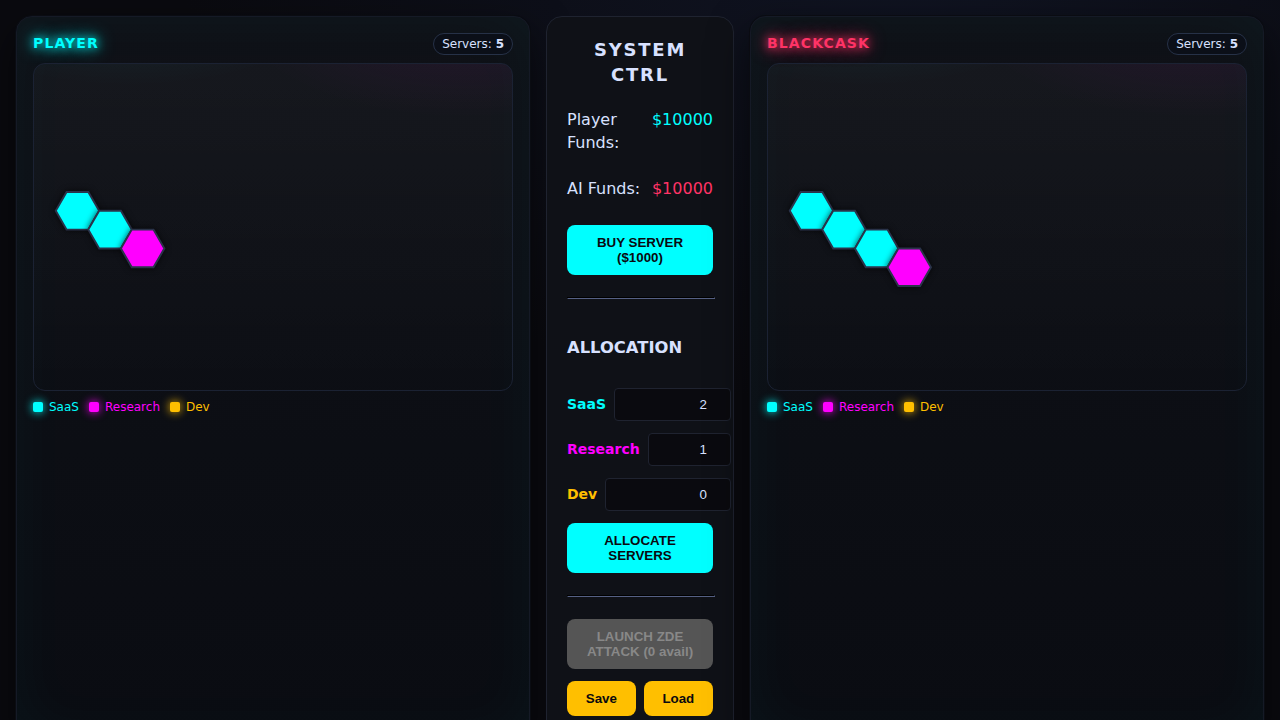 PLAYER
Servers: 5
SaaS
Research
Dev
SYSTEM
CTRL
Player
Funds:
$10000
AI Funds: $10000
BUY SERVER
($1000)
ALLOCATION
SaaS 2
Research 1
Dev 0
ALLOCATE
SERVERS
LAUNCH ZDE
ATTACK (0 avail)
Save
Load
BLACKCASK
Servers: 5
SaaS
Research
Dev